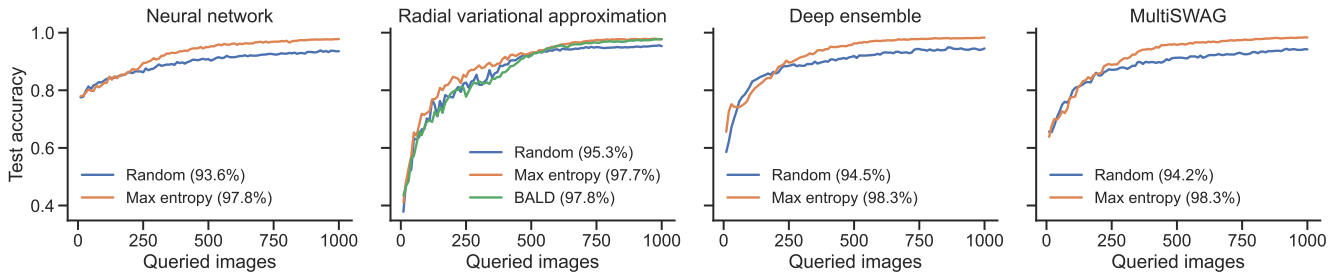 Neural network
Radial variational approximation
Deep ensemble
MultiSWAG
Test accuracy
1.0
0.8
0.6
0.4
Random (93.6%)
Max entropy (97.8%)
0 250 500 750 1000
Queried images
Random (95.3%)
Max entropy (97.7%)
BALD (97.8%)
0 250 500 750 1000
Queried images
Random (94.5%)
Max entropy (98.3%)
0 250 500 750 1000
Queried images
Random (94.2%)
Max entropy (98.3%)
0 250 500 750 1000
Queried images